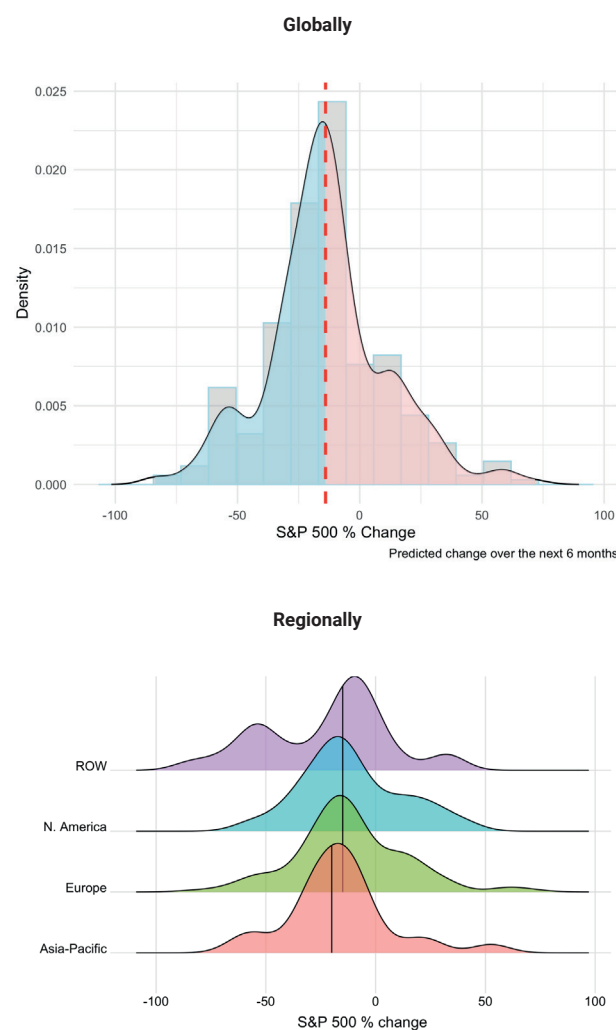 Globally
0.025
0.020
0.015
0.010
0.005
0.000
Density
-100 -50 0 50 100
S&P 500 % Change
Predicted change over the next 6 months
Regionally
ROW
N. America
Europe
Asia-Pacific
-100 -50 0 50 100
S&P 500 % change